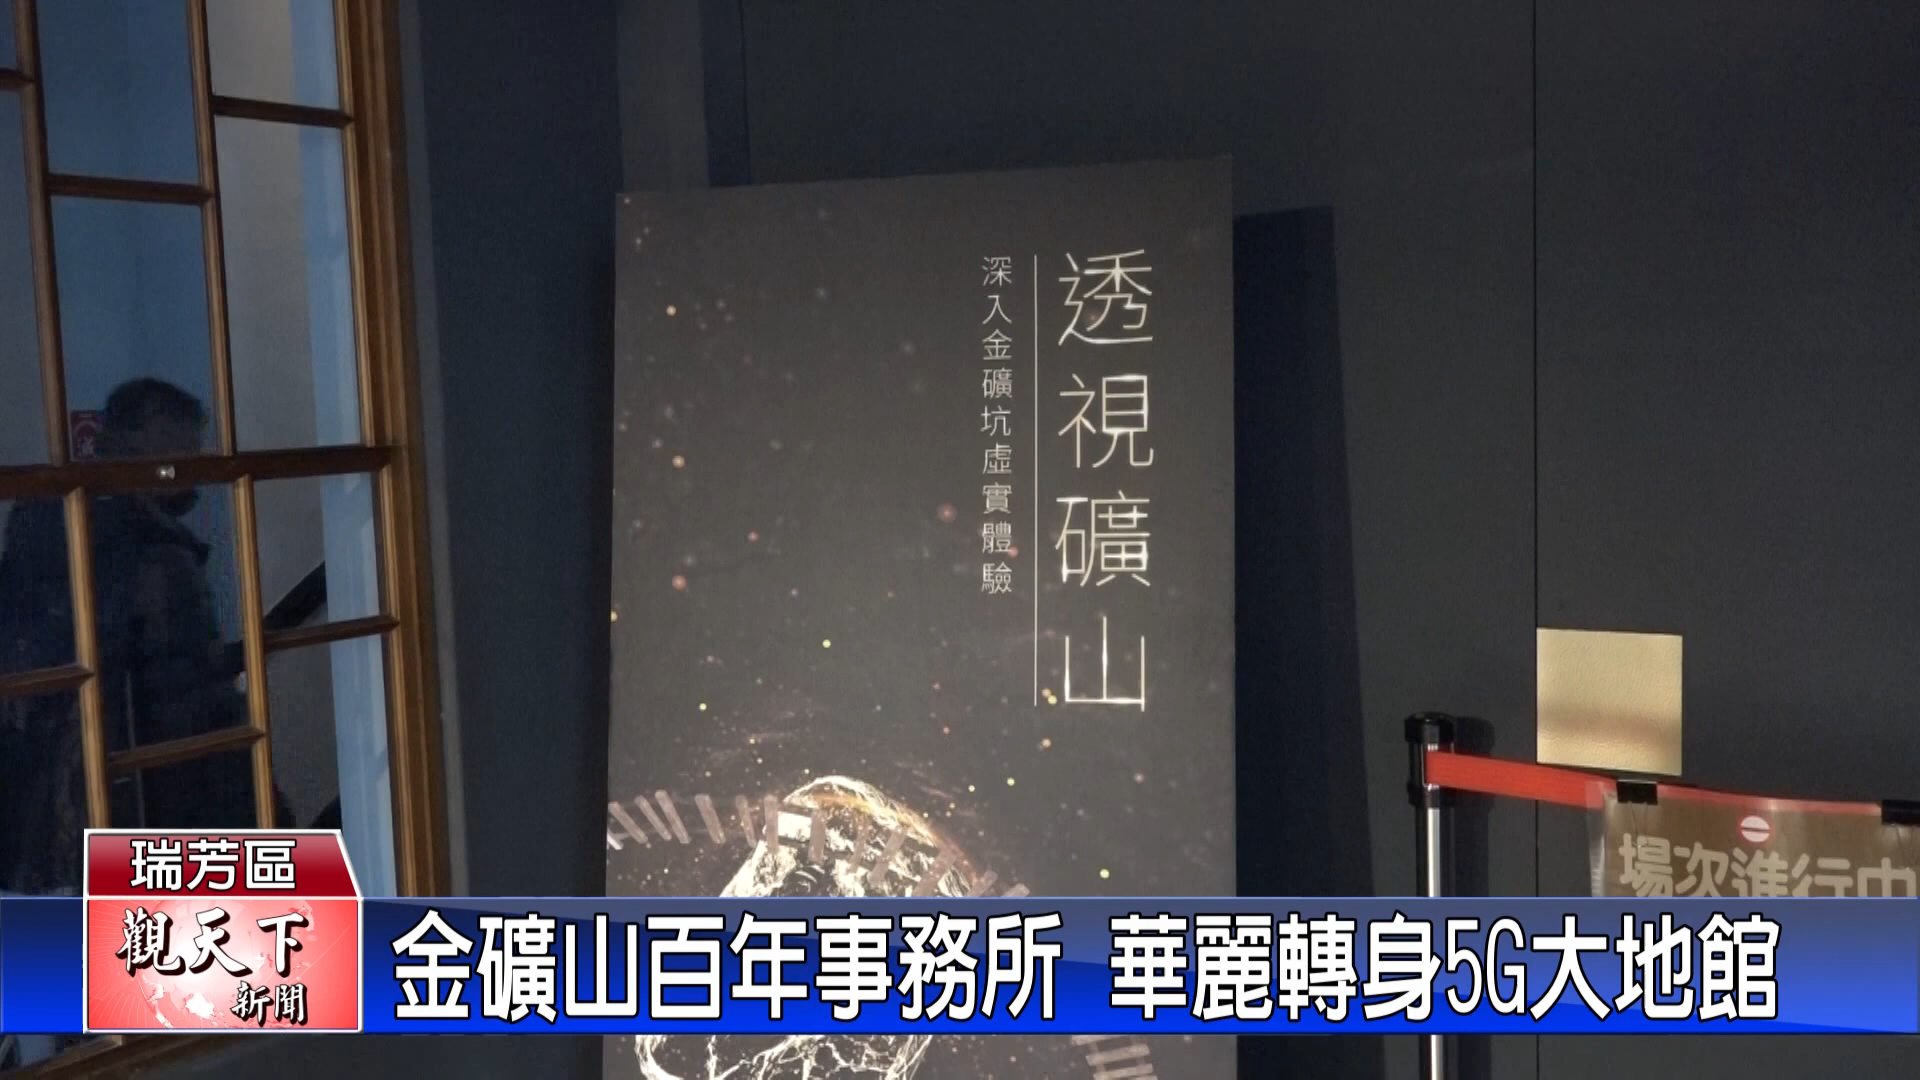 透視礦山
深入金礦坑虛實體驗
場次進行中
瑞芳區
觀天下
新聞
金礦山百年事務所 華麗轉身5G大地館